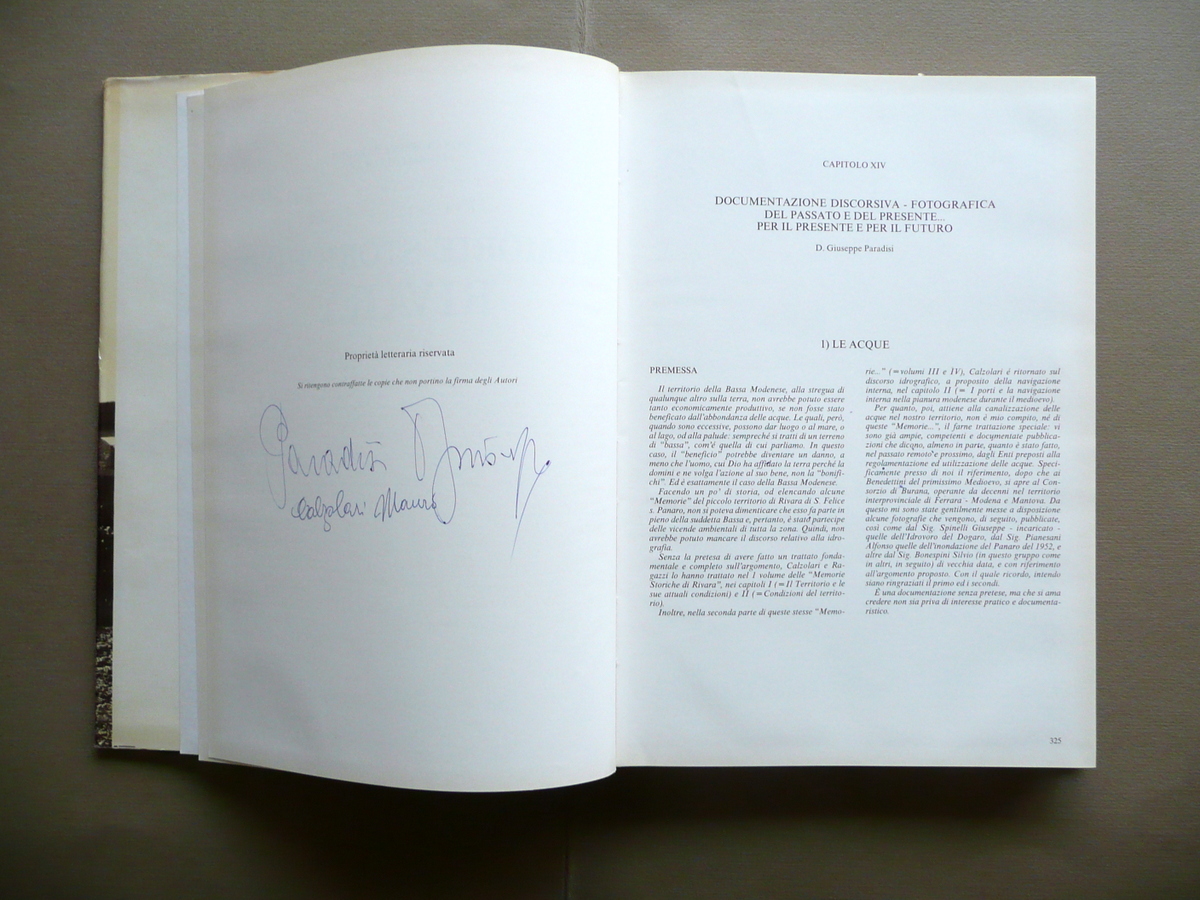 Proprietà letteraria riservata
Si ritengono contraffatte le copie che non portino la firma degli Autori
Paradisi
Calzolari Mauro
CAPITOLO XIV
DOCUMENTAZIONE DISCORSIVA - FOTOGRAFICA
DEL PASSATO E DEL PRESENTE...
PER IL PRESENTE E PER IL FUTURO
D. Giuseppe Paradisi
1) LE ACQUE
PREMESSA
Il territorio della Bassa Modenese, alla stregua di
qualunque altro sulla terra, non avrebbe potuto essere
tanto economicamente produttivo, se non fosse stato
beneficato dall'abbondanza delle acque. Le quali, però,
quando sono eccessive, possono dar luogo o al mare, o
al lago, od alla palude: sempreché si tratti di un terreno
di "bassa", com'é quella di cui parliamo. In questo
caso, il "beneficio" potrebbe diventare un danno, a
meno che l'uomo, cui Dio ha affidato la terra perché la
domini e ne volga l'azione al suo bene, non la "bonifi-
chi". Ed è esattamente il caso della Bassa Modenese.
Facendo un po' di storia, od elencando alcune
"Memorie" del piccolo territorio di Rivara di S. Felice
s. Panaro, non si poteva dimenticare che esso fa parte in
pieno della suddetta Bassa e, pertanto, è stato partecipe
delle vicende ambientali di tutta la zona. Quindi, non
avrebbe potuto mancare il discorso relativo alla idro-
grafia.
Senza la pretesa di avere fatto un trattato fonda-
mentale e completo sull'argomento, Calzolari e Ra-
gazzi lo hanno trattato nel 1 volume delle "Memorie
Storiche di Rivara", nei capitoli I (= Il Territorio e le
sue attuali condizioni) e II (= Condizioni del territo-
rio).
Inoltre, nella seconda parte di queste stesse "Memo-
rie..." (= volumi III e IV), Calzolari é ritornato sul
discorso idrografico, a proposito della navigazione
interna, nel capitolo II (= I porti e la navigazione
interna nella pianura modenese durante il medioevo).
Per quanto, poi, attiene alla canalizzazione delle
acque nel nostro territorio, non è mio compito, né di
queste "Memorie...", il farne trattazione speciale: vi
sono già ampie, competenti e documentate pubblica-
zioni che dicono, almeno in parte, quanto è stato fatto,
nel passato remoto e prossimo, dagli Enti preposti alla
regolamentazione ed utilizzazione delle acque. Speci-
ficamente presso di noi il riferimento, dopo che ai
Benedettini del primissimo Medioevo, si apre al Con-
sorzio di Burana, operante da decenni nel territorio
interprovinciale di Ferrara - Modena e Mantova. Da
questo mi sono state gentilmente messe a disposizione
alcune fotografie che vengono, di seguito, pubblicate,
così come dal Sig. Spinelli Giuseppe - incaricato -
quelle dell'Idrovoro del Dogaro, dal Sig. Pianesani
Alfonso quelle dell'inondazione del Panaro del 1952, e
altre dal Sig. Bonespini Silvio (in questo gruppo come
in altri, in seguito) di vecchia data, e con riferimento
all'argomento proposto. Con il quale ricordo, intendo
siano ringraziati il primo ed i secondi.
È una documentazione senza pretese, ma che si ama
credere non sia priva di interesse pratico e documenta-
ristico.
325